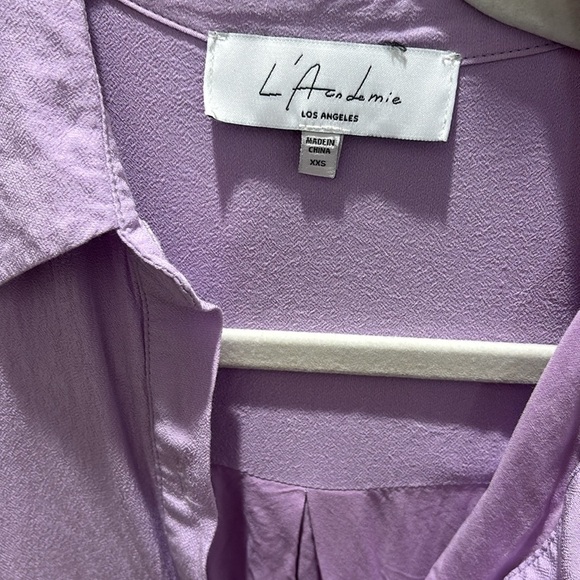 L'Academie
LOS ANGELES
MADE IN
CHINA
XXS